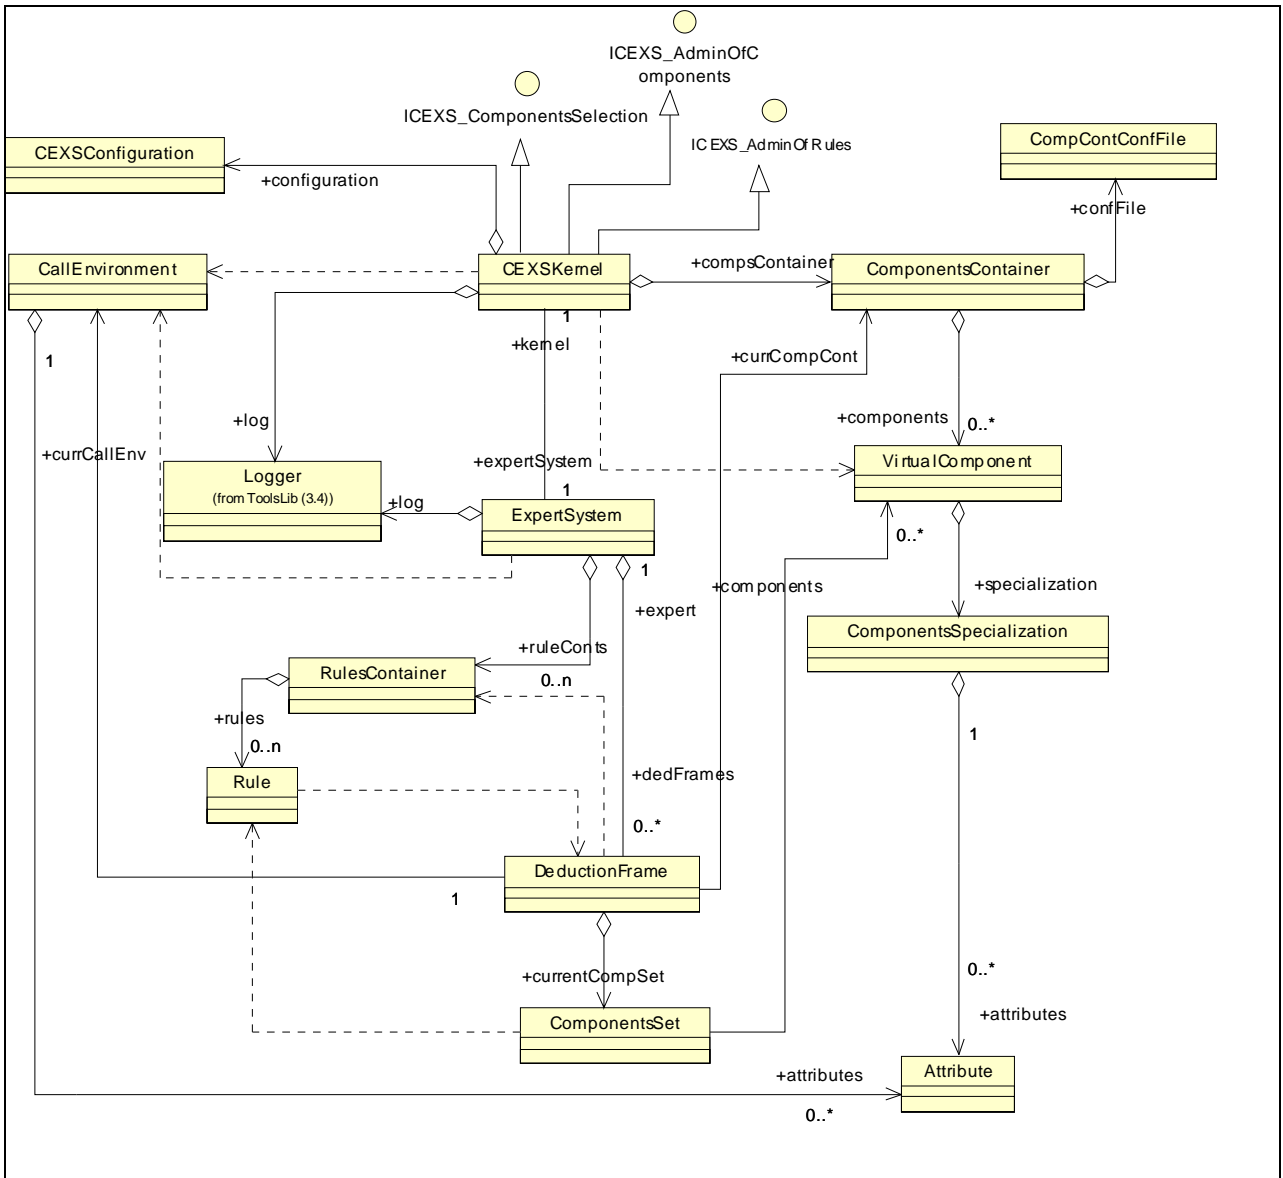 ICEXS_AdminOfC
omponents
ICEXS_ComponentsSelection
ICEXS_AdminOfRules
CEXSConfiguration
CompContConfFile
+configuration
+confFile
CallEnvironment
CEXSKernel
+compsContainer
ComponentsContainer
1
+kernel
1
+currCompCont
+log
+components
0..*
+currCallEnv
+expertSystem
VirtualComponent
Logger
(from ToolsLib (3.4))
1
+log
ExpertSystem
0..*
1
+components
+specialization
+expert
ComponentsSpecialization
+ruleConts
RulesContainer
0..n
+rules
1
0..n
Rule
+dedFrames
0..*
DeductionFrame
1
0..*
+currentCompSet
ComponentsSet
+attributes
Attribute
+attributes
0..*